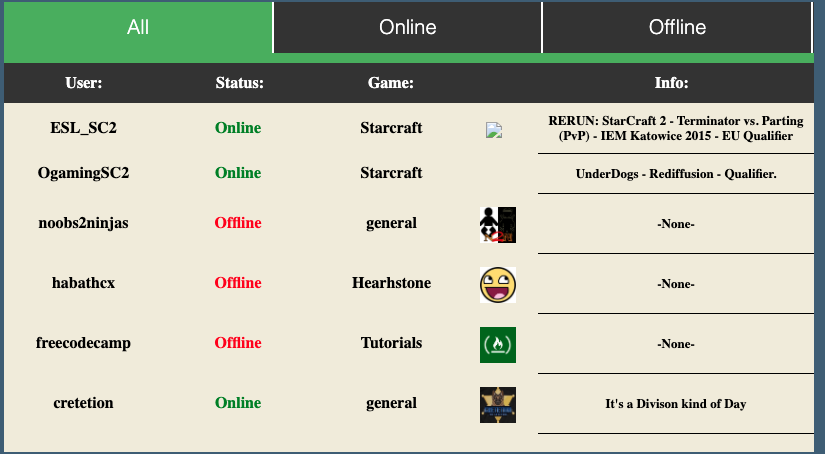 All Online Offline
User: Status: Game: Info:
ESL_SC2 Online Starcraft RERUN: StarCraft 2 - Terminator vs. Parting
(PvP) - IEM Katowice 2015 - EU Qualifier
OgamingSC2 Online Starcraft UnderDogs - Rediffusion - Qualifier.
noobs2ninjas Offline general -None-
habathcx Offline Hearhstone -None-
freecodecamp Offline Tutorials -None-
cretetion Online general It's a Divison kind of Day